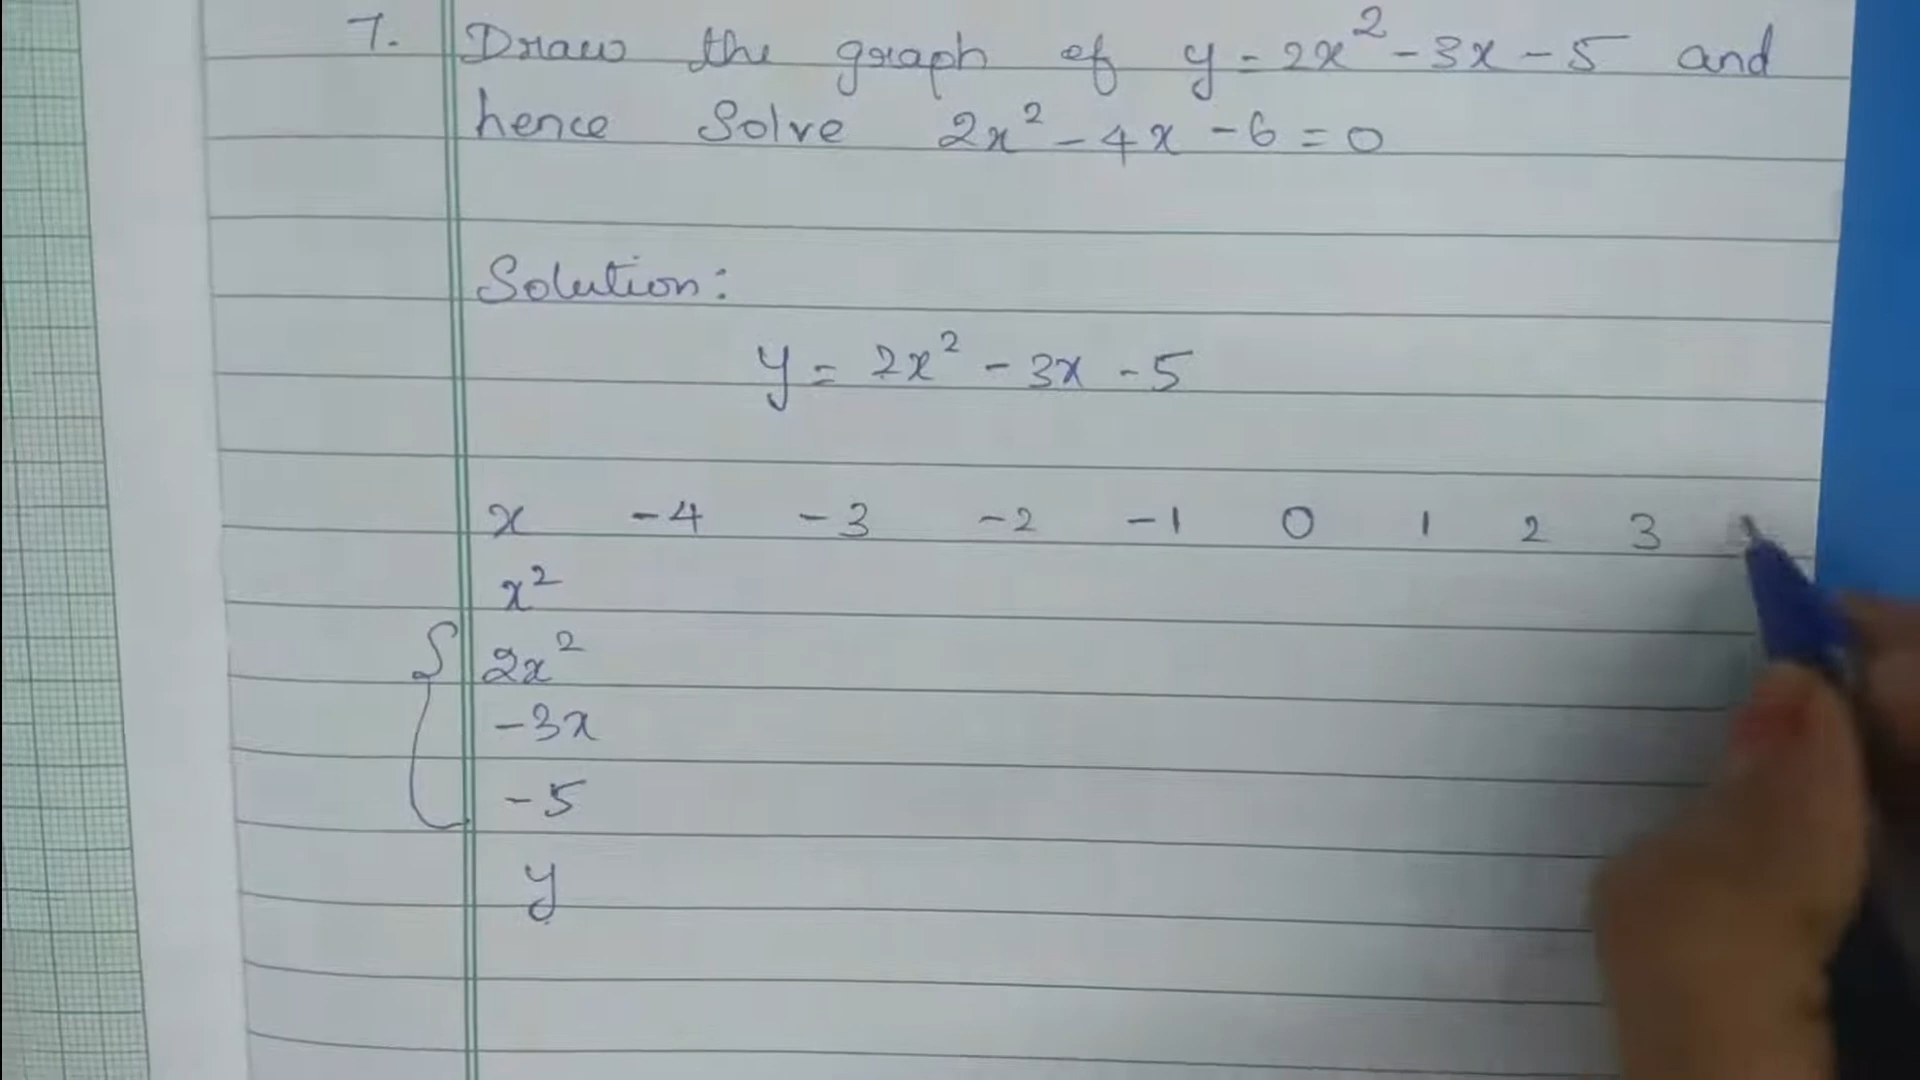 7. Draw the graph of y = 2x² - 3x - 5 and
hence Solve 2x² - 4x - 6 = 0
Solution:
y = 2x² - 3x - 5
x -4 -3 -2 -1 0 1 2 3
x²
2x²
-3x
-5
y